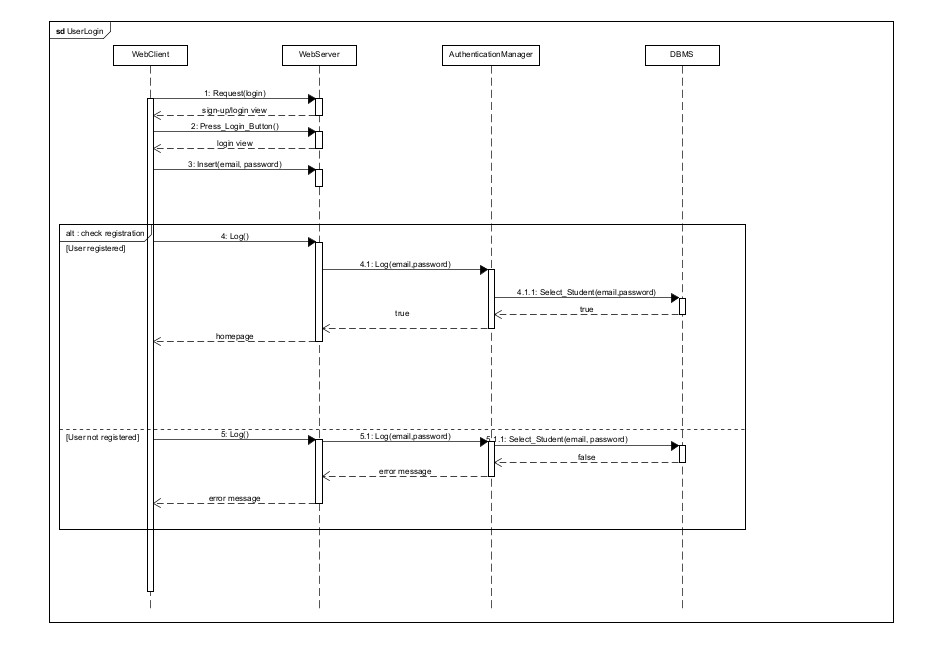 sd UserLogin
WebClient
WebServer
AuthenticationManager
DBMS
1: Request(login)
sign-up/login view
2: Press_Login_Button()
login view
3: Insert(email, password)
alt : check registration
4: Log()
[User registered]
4.1: Log(email,password)
4.1.1: Select_Student(email,password)
true
true
homepage
[User not registered]
5: Log()
5.1: Log(email,password)
5.1.1: Select_Student(email, password)
false
error message
error message